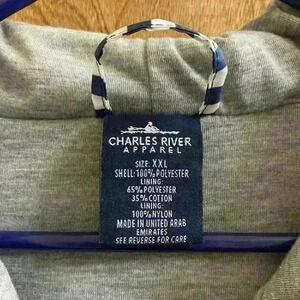 CHARLES RIVER
APPAREL
SIZE: XXL
SHELL: 100% POLYESTER
LINING:
65% POLYESTER
35% COTTON
LINING:
100% NYLON
MADE IN UNITED ARAB
EMIRATES
SEE REVERSE FOR CARE